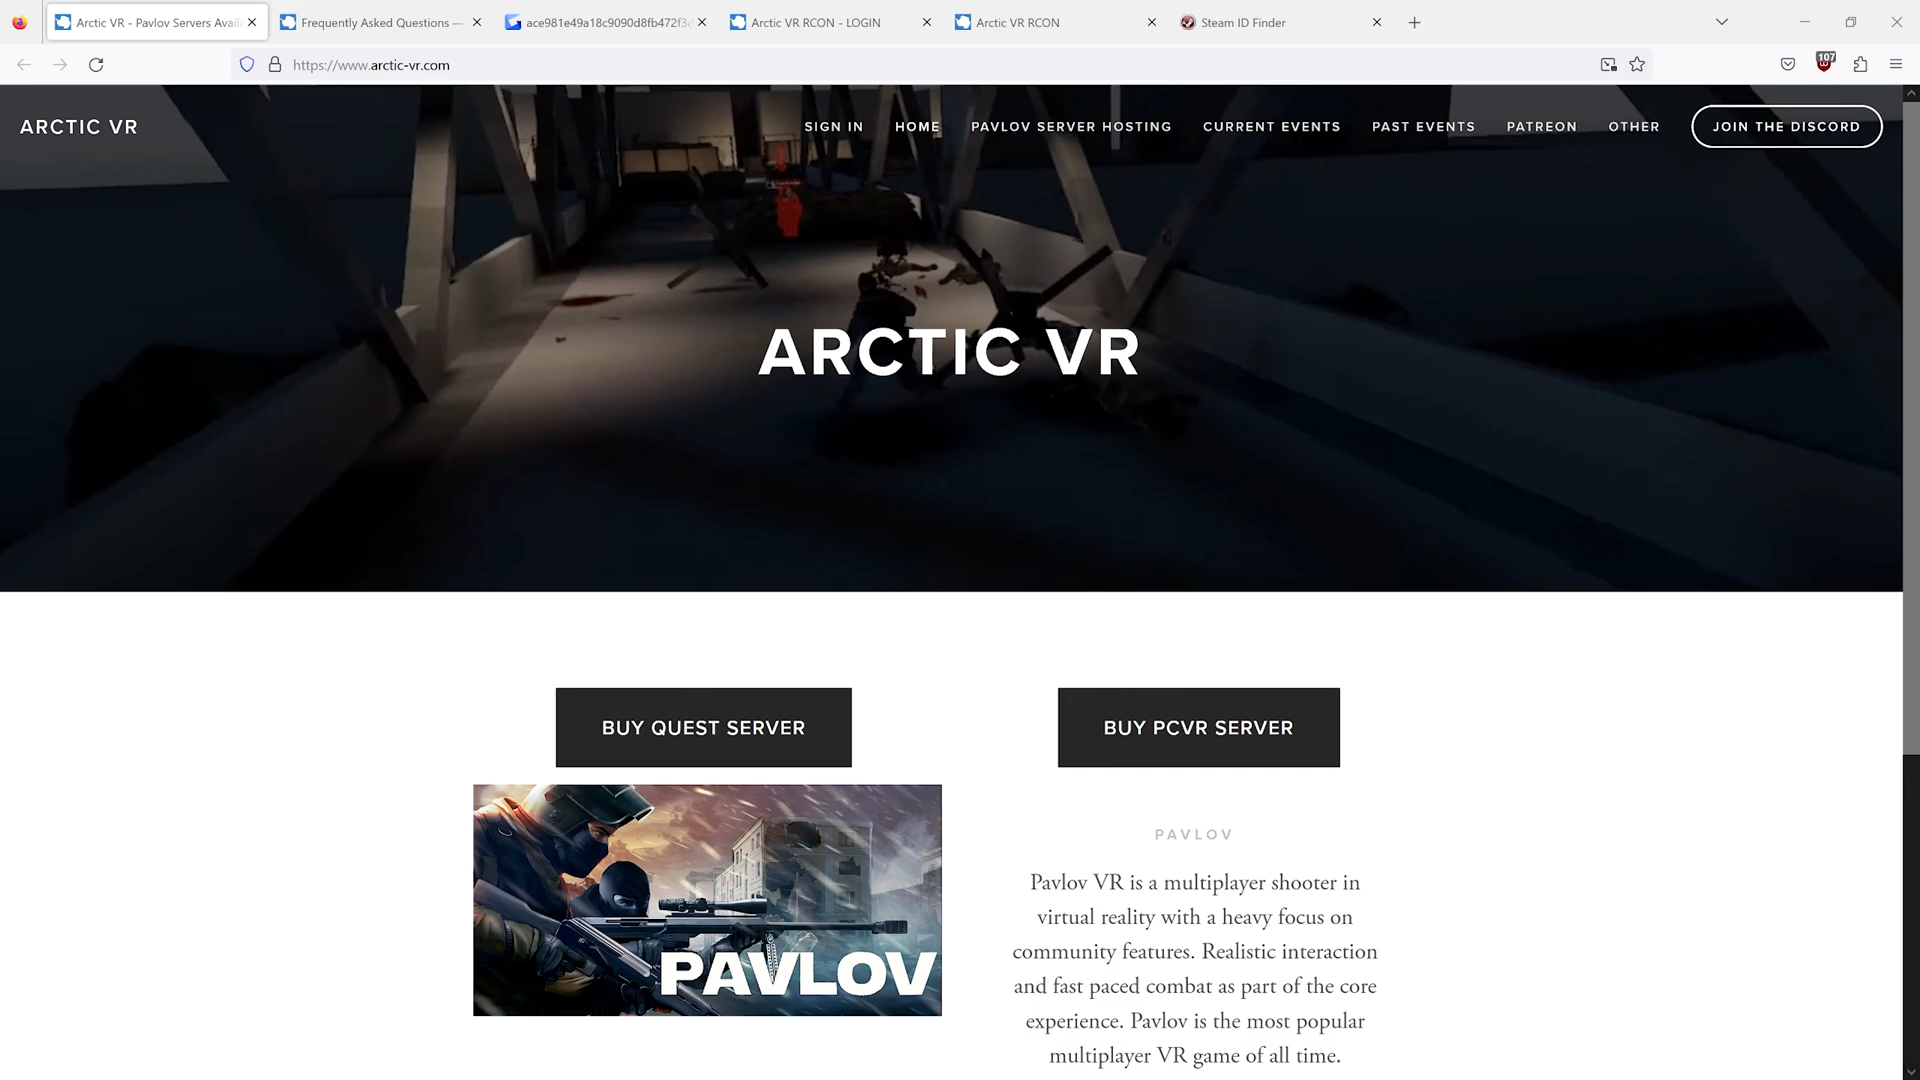 Arctic VR - Pavlov Servers Avail
Frequently Asked Questions —
ace981e49a18c9090d8fb472f3d
Arctic VR RCON - LOGIN
Arctic VR RCON
Steam ID Finder
https://www.arctic-vr.com
107
ARCTIC VR
SIGN IN
HOME
PAVLOV SERVER HOSTING
CURRENT EVENTS
PAST EVENTS
PATREON
OTHER
JOIN THE DISCORD
ARCTIC VR
BUY QUEST SERVER
BUY PCVR SERVER
PAVLOV
PAVLOV
Pavlov VR is a multiplayer shooter in
virtual reality with a heavy focus on
community features. Realistic interaction
and fast paced combat as part of the core
experience. Pavlov is the most popular
multiplayer VR game of all time.